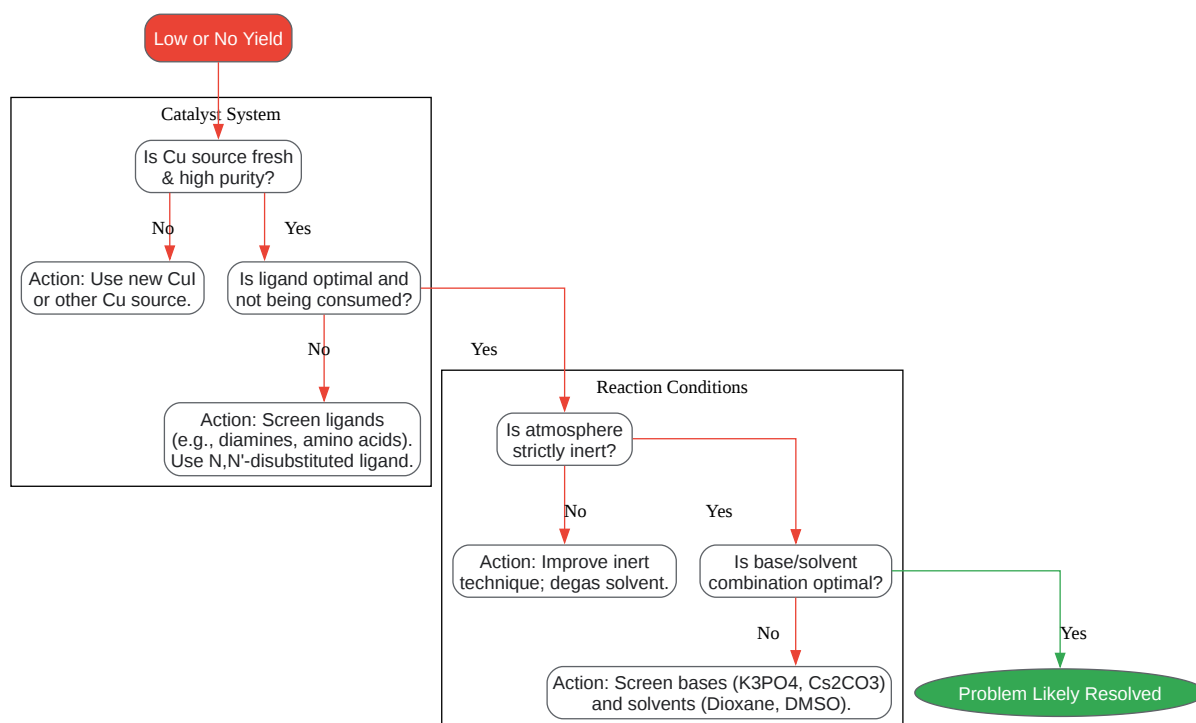 Low or No Yield
Catalyst System
Is Cu source fresh
& high purity?
No
Yes
Action: Use new CuI
or other Cu source.
Is ligand optimal and
not being consumed?
No
Yes
Action: Screen ligands
(e.g., diamines, amino acids).
Use N,N'-disubstituted ligand.
Reaction Conditions
Is atmosphere
strictly inert?
No
Yes
Action: Improve inert
technique; degas solvent.
Is base/solvent
combination optimal?
No
Yes
Action: Screen bases (K3PO4, Cs2CO3)
and solvents (Dioxane, DMSO).
Problem Likely Resolved